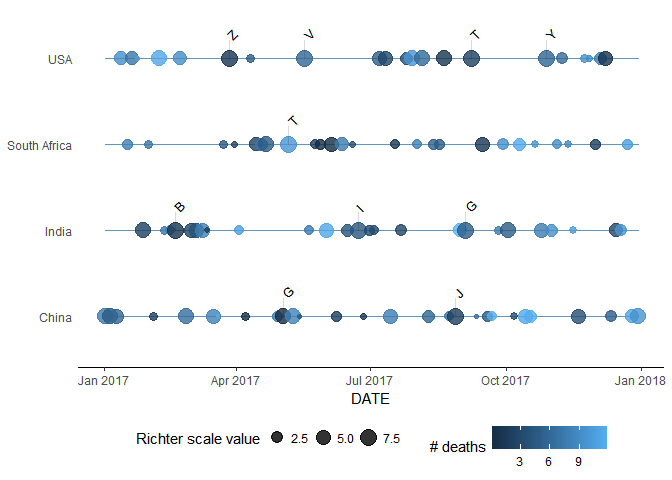 Z V T Y
USA
T
South Africa
B I G
India
G J
China
Jan 2017 Apr 2017 Jul 2017 Oct 2017 Jan 2018
DATE
Richter scale value 2.5 5.0 7.5
# deaths
3 6 9